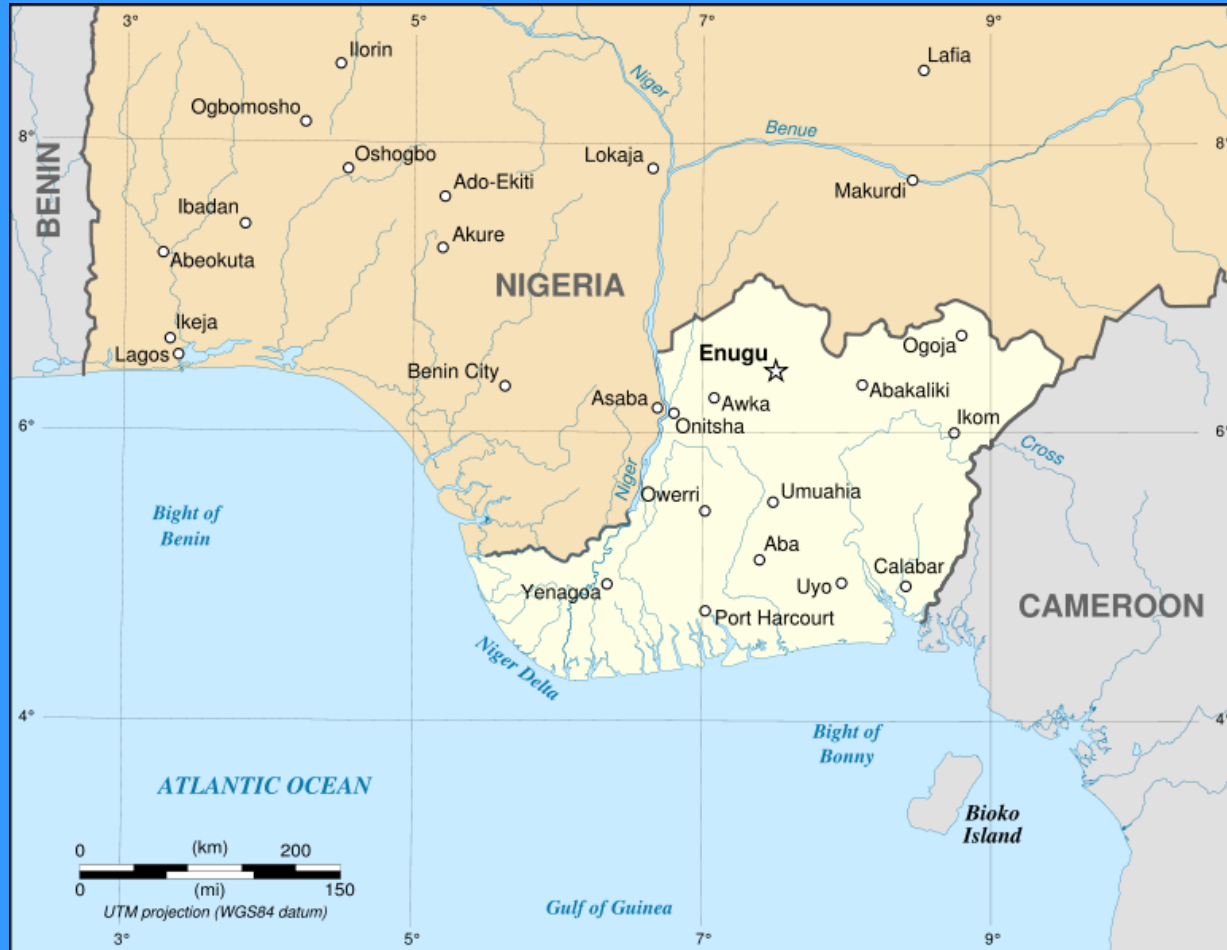 3°
5°
7°
9°
Ilorin
Lafia
Niger
Ogbomosho
Benue
8°
8°
Oshogbo
Lokaja
BENIN
Ado-Ekiti
Makurdi
Ibadan
Akure
Abeokuta
NIGERIA
Ikeja
Lagos
Enugu
Ogoja
Benin City
Asaba
Awka
Abakaliki
Onitsha
Ikom
6°
6°
Cross
Niger
Owerri
Umuahia
Bight of
Benin
Aba
Calabar
Yenagoa
Uyo
CAMEROON
Port Harcourt
Niger Delta
4°
4°
Bight of
Bonny
ATLANTIC OCEAN
Bioko
Island
0 (km) 200
0 (mi) 150
UTM projection (WGS84 datum)
Gulf of Guinea
3°
5°
7°
9°